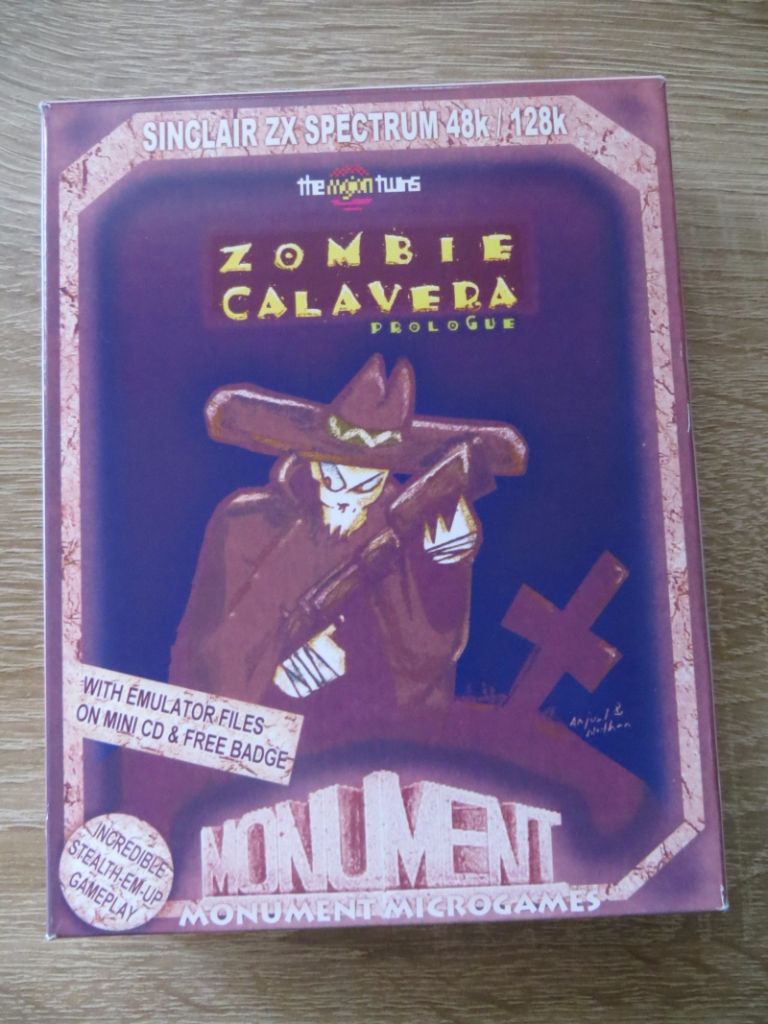 SINCLAIR ZX SPECTRUM 48k / 128k
the mojon twins
ZOMBIE
CALAVERA
PROLOGUE
WITH EMULATOR FILES
ON MINI CD & FREE BADGE
INCREDIBLE
STEALTH-EM-UP
GAMEPLAY
MONUMENT
MONUMENT MICROGAMES